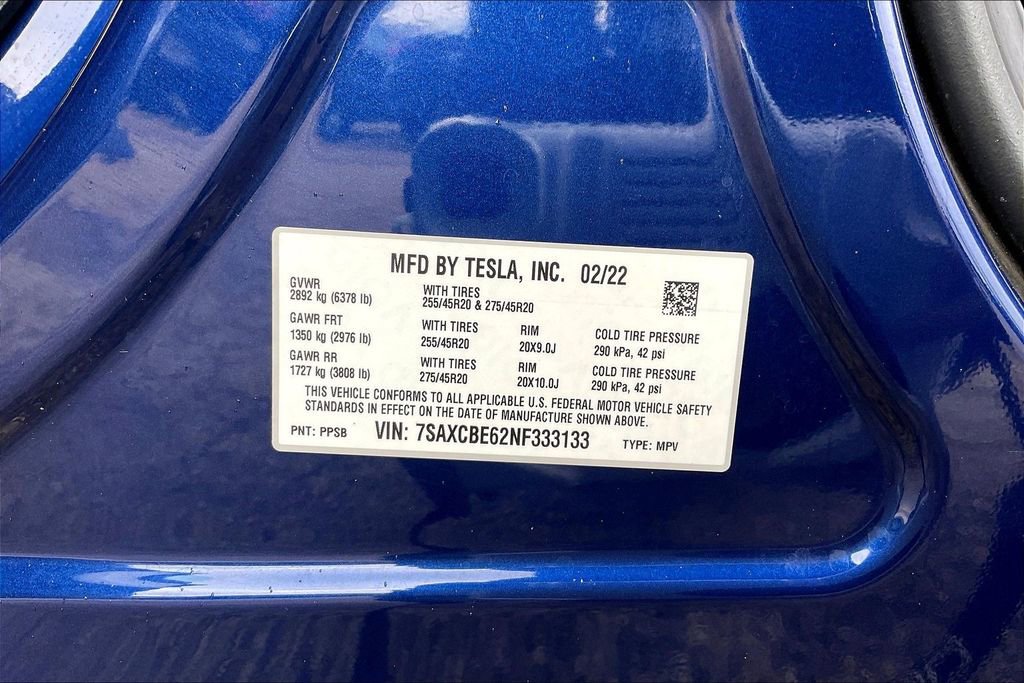 MFD BY TESLA, INC. 02/22
GVWR
2892 kg (6378 lb)
WITH TIRES
255/45R20 & 275/45R20
GAWR FRT
1350 kg (2976 lb)
WITH TIRES
255/45R20
RIM
20X9.0J
COLD TIRE PRESSURE
290 kPa, 42 psi
GAWR RR
1727 kg (3808 lb)
WITH TIRES
275/45R20
RIM
20X10.0J
COLD TIRE PRESSURE
290 kPa, 42 psi
THIS VEHICLE CONFORMS TO ALL APPLICABLE U.S. FEDERAL MOTOR VEHICLE SAFETY
STANDARDS IN EFFECT ON THE DATE OF MANUFACTURE SHOWN ABOVE.
PNT: PPSB VIN: 7SAXCBE62NF333133 TYPE: MPV